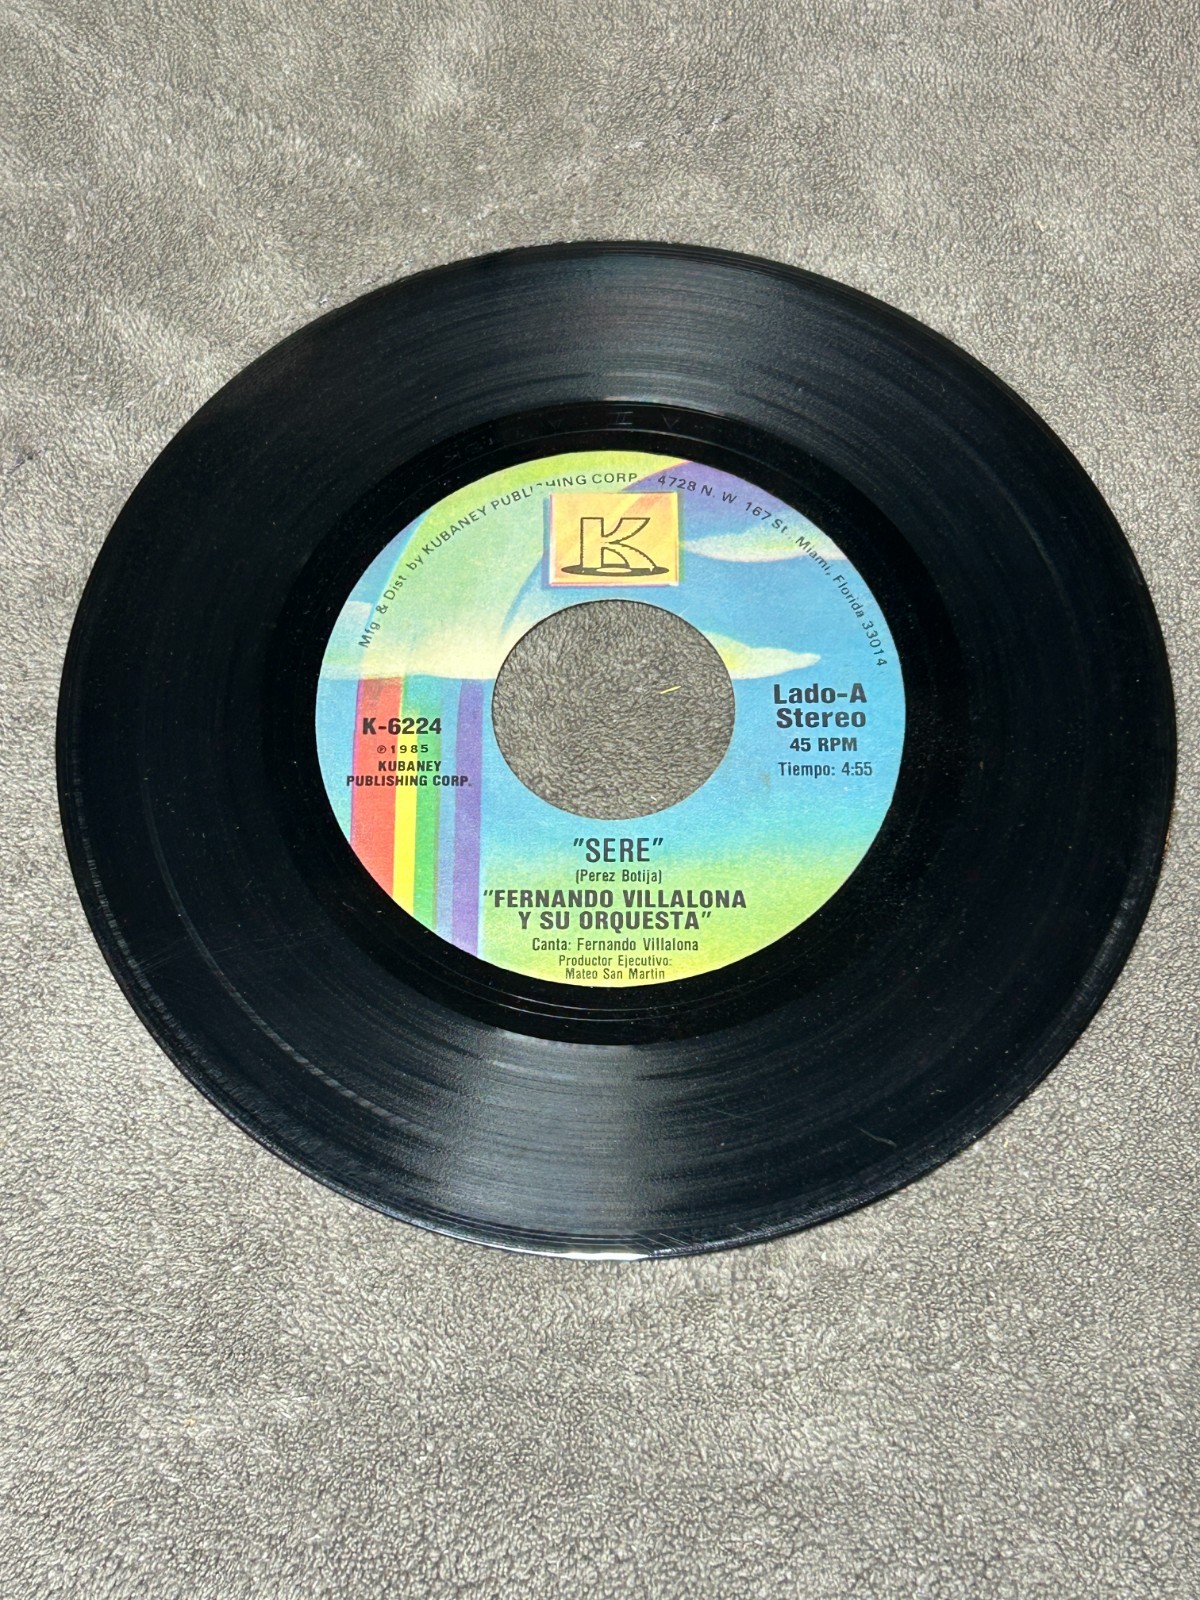 Mfg. & Dist. by KUBANEY PUBLISHING CORP. - 4728 N. W. 167 St., Miami, Florida 33014
K
K-6224
℗1985
KUBANEY
PUBLISHING CORP.
Lado-A
Stereo
45 RPM
Tiempo: 4:55
"SERE"
(Perez Botija)
"FERNANDO VILLALONA
Y SU ORQUESTA"
Canta: Fernando Villalona
Productor Ejecutivo:
Mateo San Martin